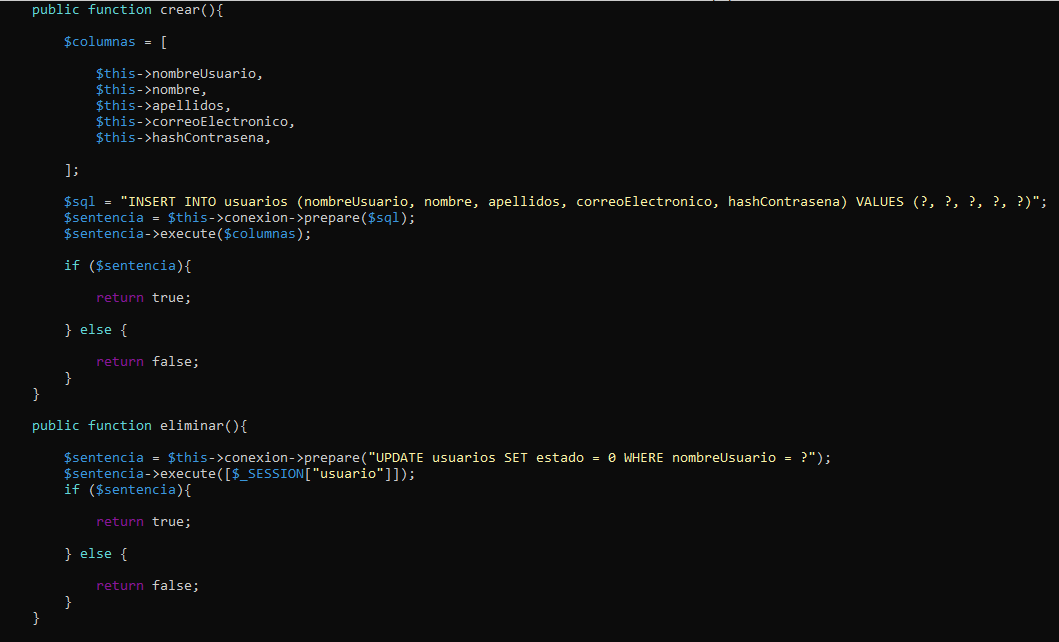 public function crear(){
$columnas = [
$this->nombreUsuario,
$this->nombre,
$this->apellidos,
$this->correoElectronico,
$this->hashContrasena,
];
$sql = "INSERT INTO usuarios (nombreUsuario, nombre, apellidos, correoElectronico, hashContrasena) VALUES (?, ?, ?, ?, ?)";
$sentencia = $this->conexion->prepare($sql);
$sentencia->execute($columnas);
if ($sentencia){
return true;
} else {
return false;
}
}
public function eliminar(){
$sentencia = $this->conexion->prepare("UPDATE usuarios SET estado = 0 WHERE nombreUsuario = ?");
$sentencia->execute([$_SESSION["usuario"]]);
if ($sentencia){
return true;
} else {
return false;
}
}